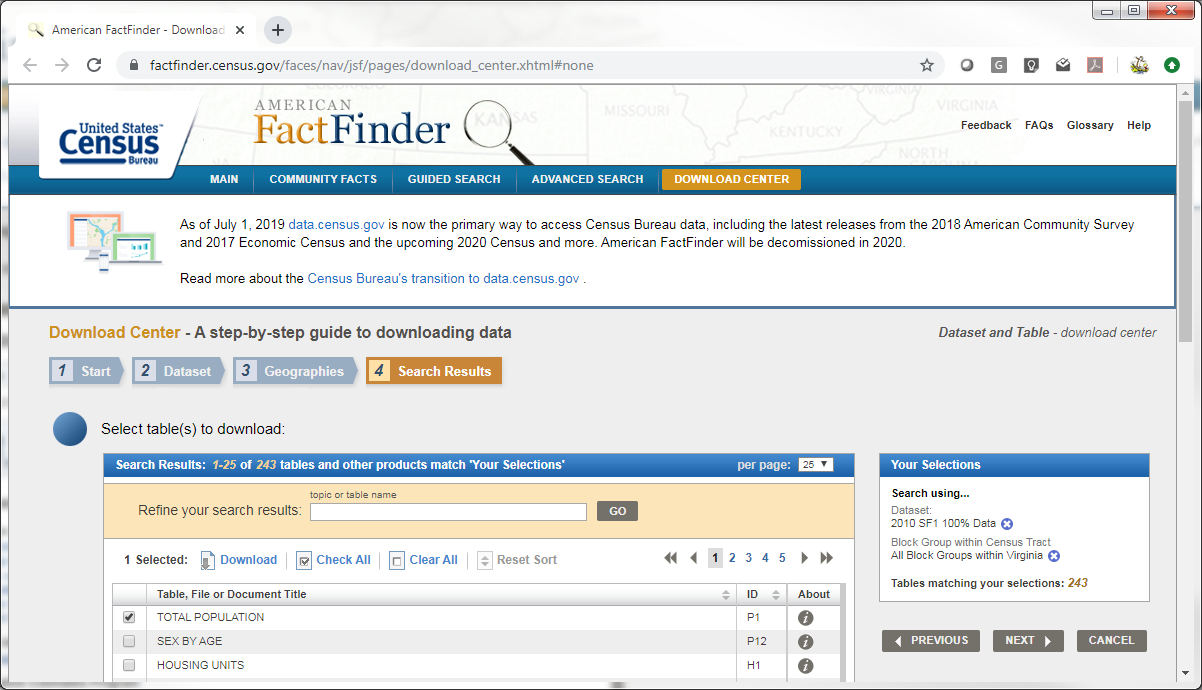 American FactFinder - Download
factfinder.census.gov/faces/nav/jsf/pages/download_center.xhtml#none
G
United States™
Census
Bureau
AMERICAN
FactFinder
COLORADO
KANSAS
MISSOURI
KENTUCKY
VIRGINIA
VIRGINIA
NORTH
CAROLINA
Feedback FAQs Glossary Help
MAIN COMMUNITY FACTS GUIDED SEARCH ADVANCED SEARCH DOWNLOAD CENTER
As of July 1, 2019 data.census.gov is now the primary way to access Census Bureau data, including the latest releases from the 2018 American Community Survey
and 2017 Economic Census and the upcoming 2020 Census and more. American FactFinder will be decomissioned in 2020.
Read more about the Census Bureau's transition to data.census.gov .
Download Center - A step-by-step guide to downloading data
Dataset and Table - download center
1 Start 2 Dataset 3 Geographies 4 Search Results
Select table(s) to download:
Search Results: 1-25 of 243 tables and other products match 'Your Selections'
per page: 25
topic or table name
Refine your search results: GO
1 Selected: Download Check All Clear All Reset Sort
1 2 3 4 5
Table, File or Document Title ID About
TOTAL POPULATION P1
SEX BY AGE P12
HOUSING UNITS H1
Your Selections
Search using...
Dataset:
2010 SF1 100% Data
Block Group within Census Tract
All Block Groups within Virginia
Tables matching your selections: 243
PREVIOUS NEXT CANCEL